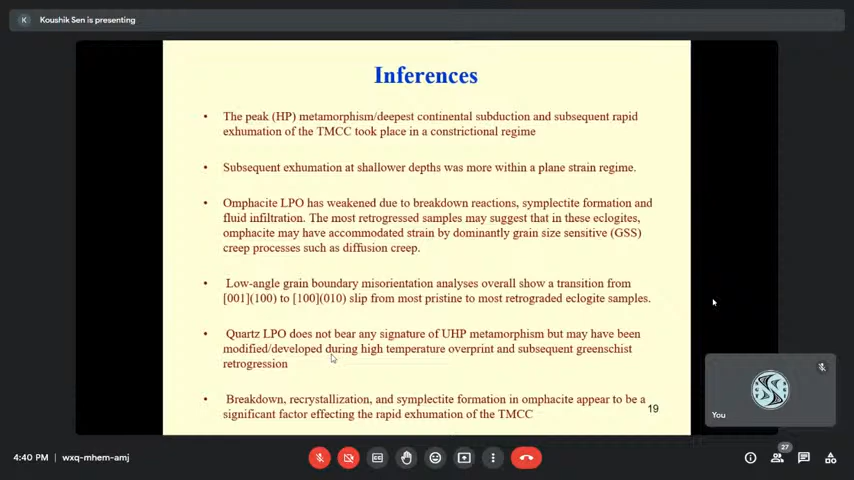 K Koushik Sen is presenting
Inferences
• The peak (HP) metamorphism/deepest continental subduction and subsequent rapid
exhumation of the TMCC took place in a constrictional regime
• Subsequent exhumation at shallower depths was more within a plane strain regime.
• Omphacite LPO has weakened due to breakdown reactions, symplectite formation and
fluid infiltration. The most retrogressed samples may suggest that in these eclogites,
omphacite may have accommodated strain by dominantly grain size sensitive (GSS)
creep processes such as diffusion creep.
• Low-angle grain boundary misorientation analyses overall show a transition from
[001](100) to [100](010) slip from most pristine to most retrograded eclogite samples.
• Quartz LPO does not bear any signature of UHP metamorphism but may have been
modified/developed during high temperature overprint and subsequent greenschist
retrogression
• Breakdown, recrystallization, and symplectite formation in omphacite appear to be a
significant factor effecting the rapid exhumation of the TMCC
19
You
4:40 PM | wxq-mhem-amj
27